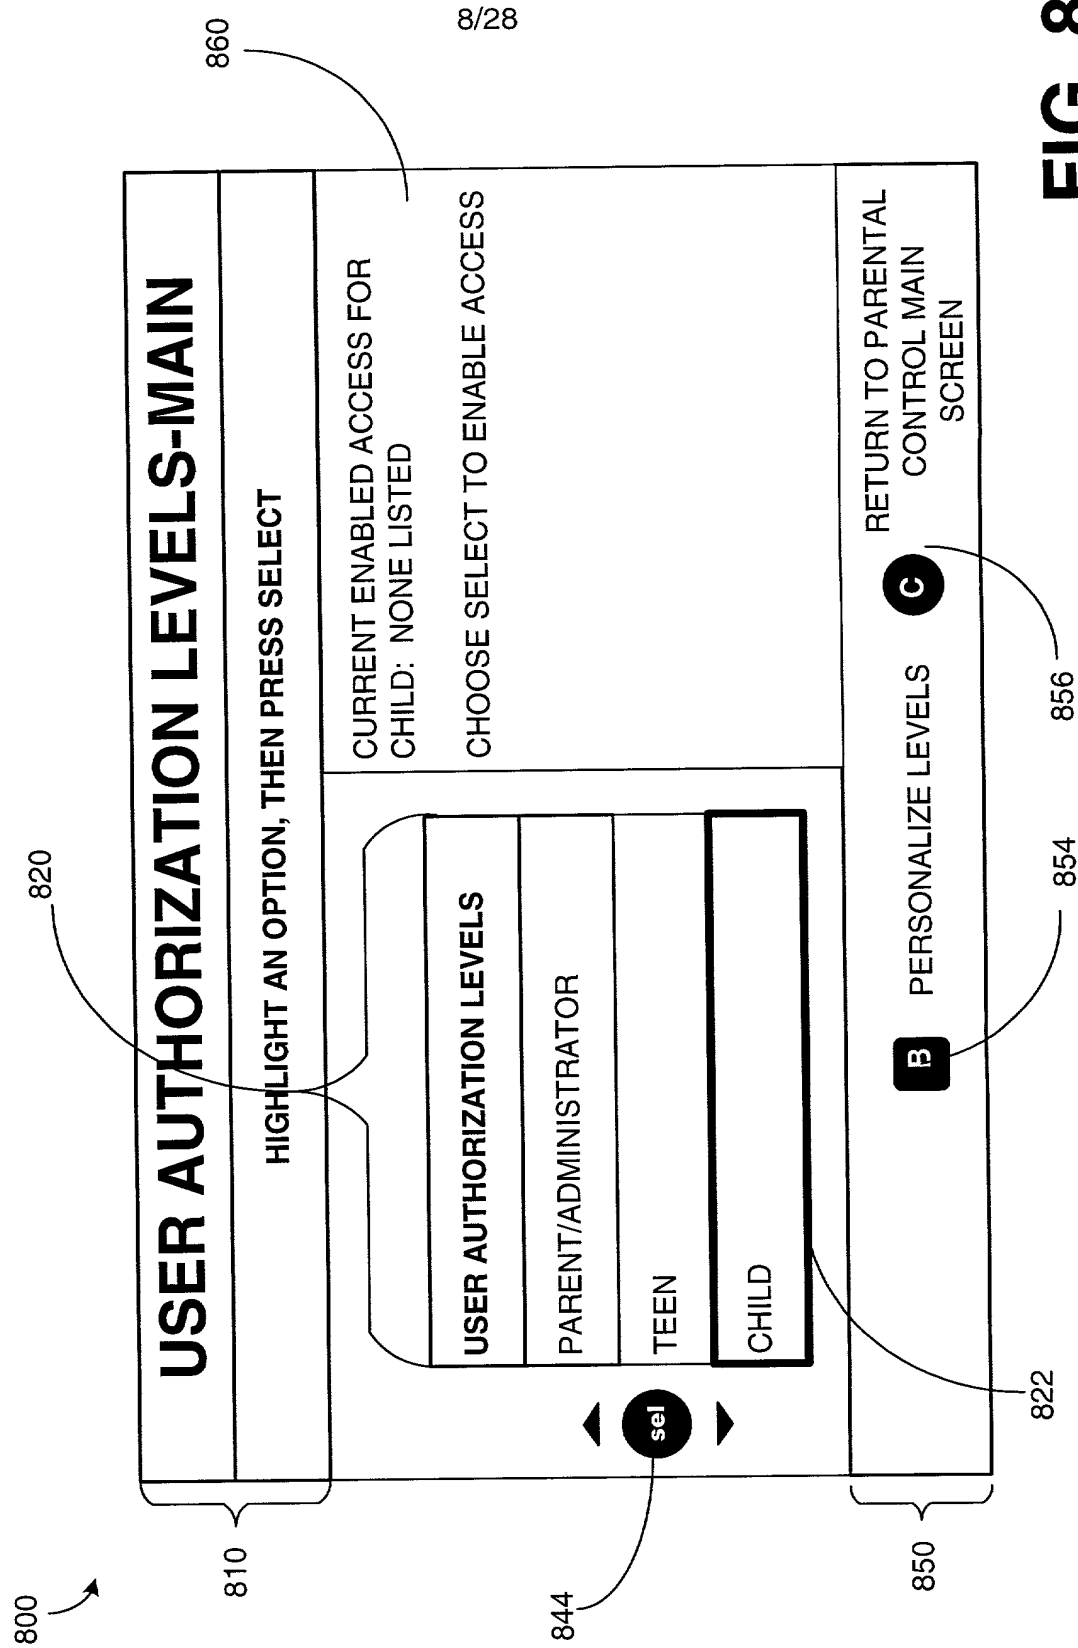 8/28
800
810
USER AUTHORIZATION LEVELS-MAIN
HIGHLIGHT AN OPTION, THEN PRESS SELECT
820
860
844
sel
USER AUTHORIZATION LEVELS
PARENT/ADMINISTRATOR
TEEN
CHILD
822
CURRENT ENABLED ACCESS FOR
CHILD: NONE LISTED
CHOOSE SELECT TO ENABLE ACCESS
850
B
PERSONALIZE LEVELS
C
RETURN TO PARENTAL
CONTROL MAIN
SCREEN
854
856
FIG. 8